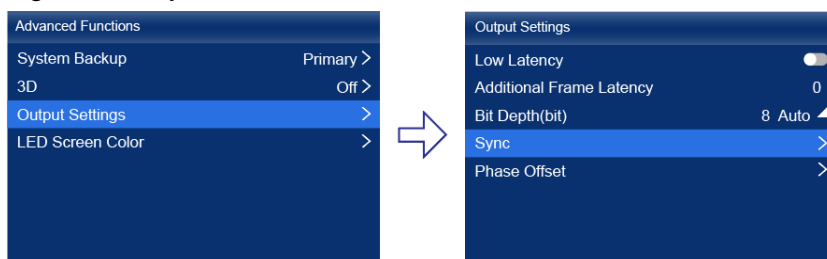 Advanced Functions
System Backup Primary >
3D Off >
Output Settings >
LED Screen Color >
Output Settings
Low Latency
Additional Frame Latency 0
Bit Depth(bit) 8 Auto
Sync >
Phase Offset >